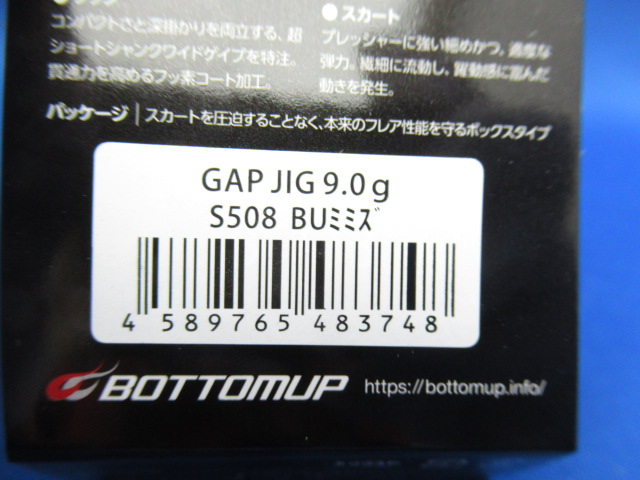 コンパクトさと深掛かりを両立する、超
ショートシャンクワイドゲイプを特注。
貫通力を高めるフッ素コート加工。
● スカート
プレッシャーに強い細めかつ、適度な
弾力。繊細に流動し、躍動感に富んだ
動きを発生。
パッケージ | スカートを圧迫することなく、本来のフレア性能を守るボックスタイプ
GAP JIG 9.0 g
S508 BUﾐﾐｽﾞ
4 589765 483748
BOTTOMUP
https://bottomup.info/